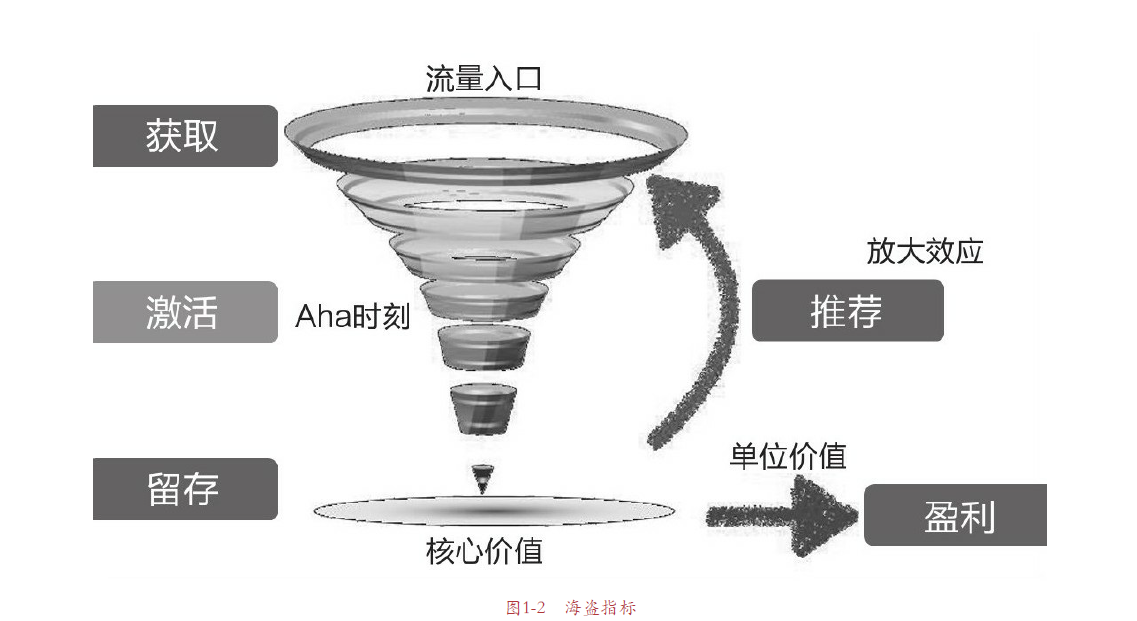 流量入口
获取
放大效应
推荐
激活
Aha时刻
单位价值
留存
盈利
核心价值
图1-2 海盗指标